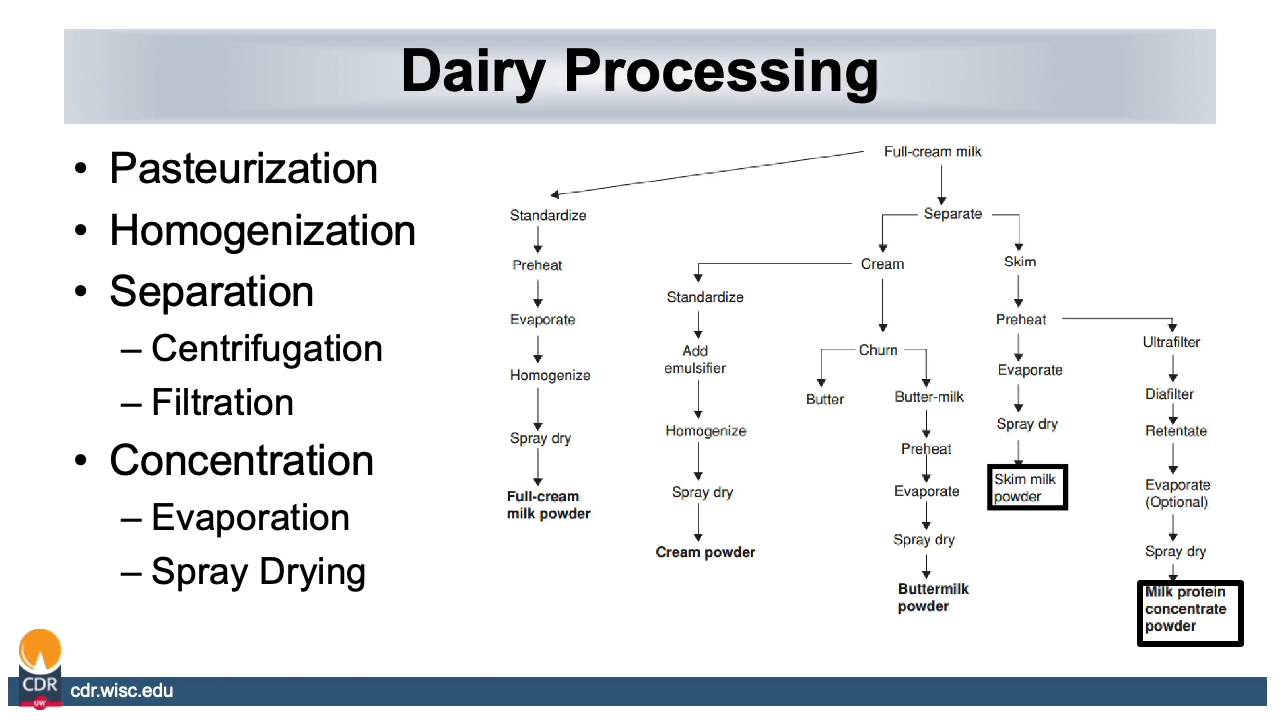 Dairy Processing
• Pasteurization
• Homogenization
• Separation
– Centrifugation
– Filtration
• Concentration
– Evaporation
– Spray Drying
Full-cream milk
Standardize
Preheat
Evaporate
Homogenize
Spray dry
Full-cream
milk powder
Separate
Cream
Standardize
Add
emulsifier
Homogenize
Spray dry
Cream powder
Churn
Butter
Butter-milk
Preheat
Evaporate
Spray dry
Buttermilk
powder
Skim
Preheat
Evaporate
Spray dry
Skim milk
powder
Ultrafilter
Diafilter
Retentate
Evaporate
(Optional)
Spray dry
Milk protein
concentrate
powder
CDR
UW
cdr.wisc.edu